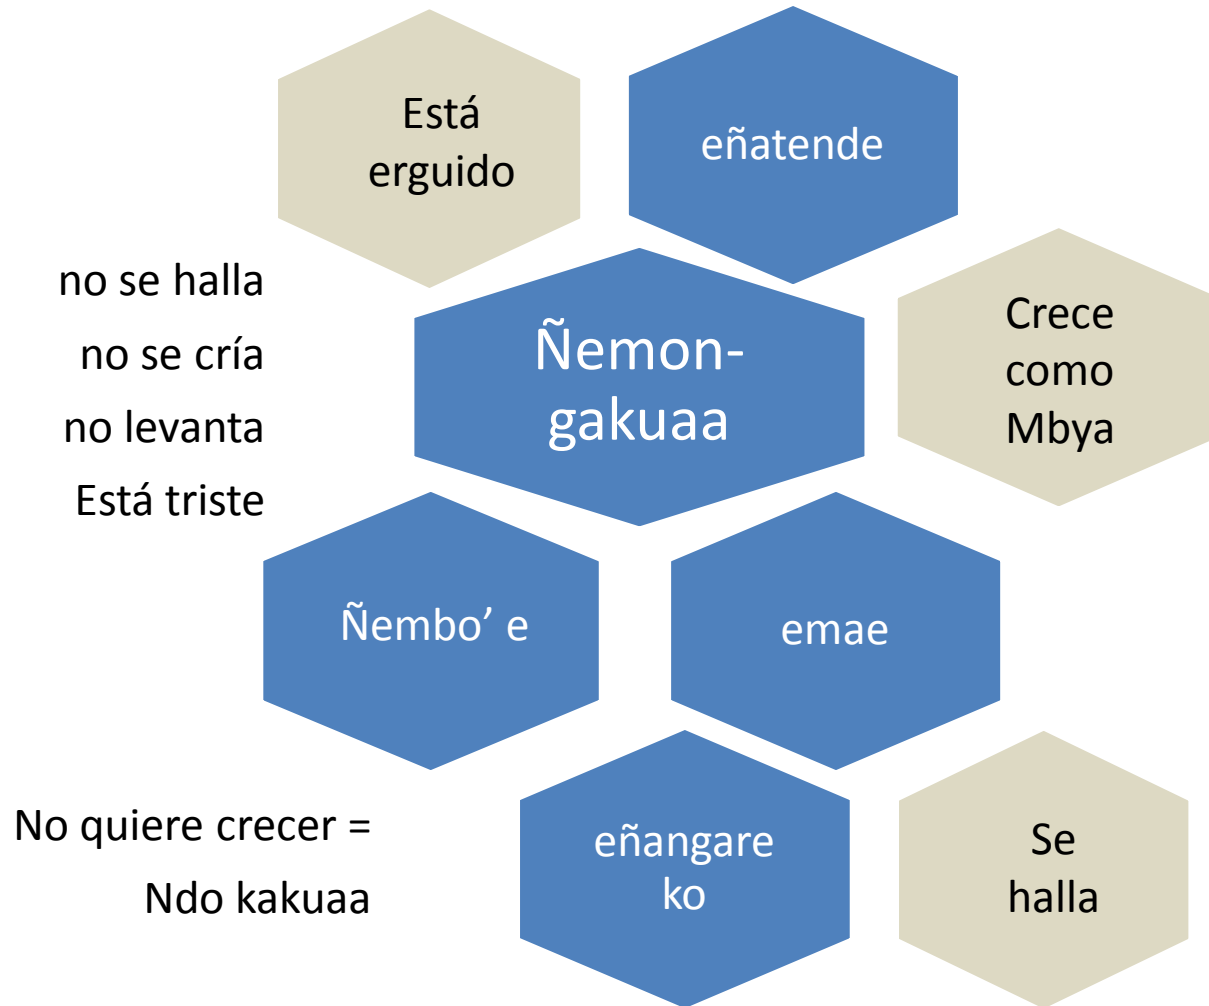 Está
erguido
eñatende
no se halla
no se cría
no levanta
Está triste
Ñemon-
gakuaa
Crece
como
Mbya
Ñembo’ e
emae
No quiere crecer =
Ndo kakuaa
eñangare
ko
Se
halla